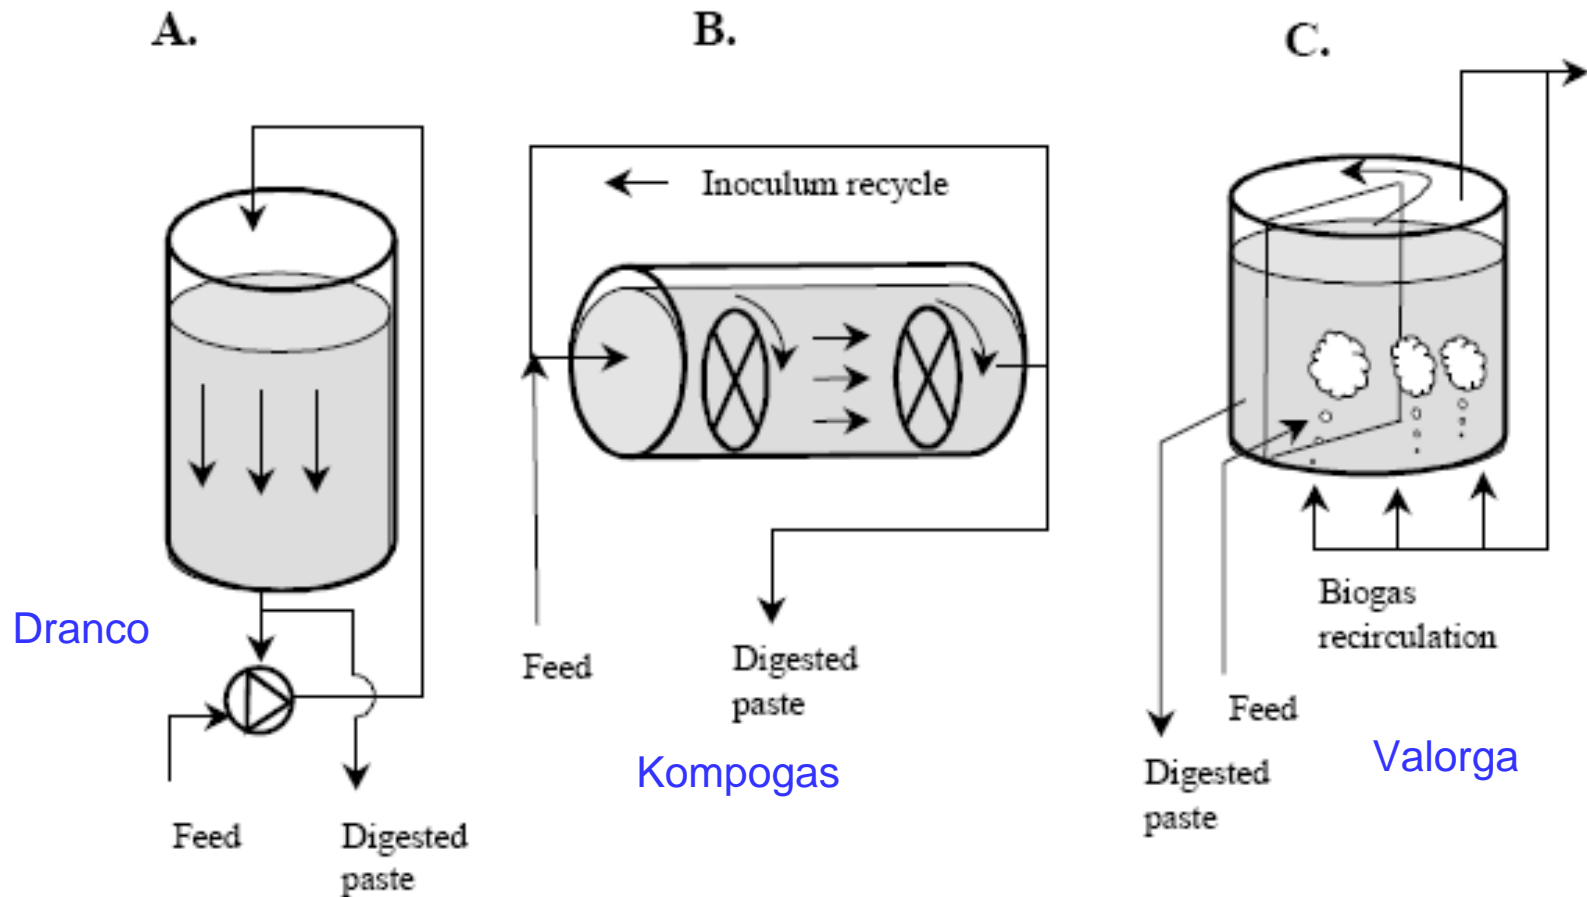 A.
B.
C.
Inoculum recycle
Dranco
Feed
Digested
paste
Feed
Digested
paste
Kompogas
Biogas
recirculation
Feed
Digested
paste
Valorga